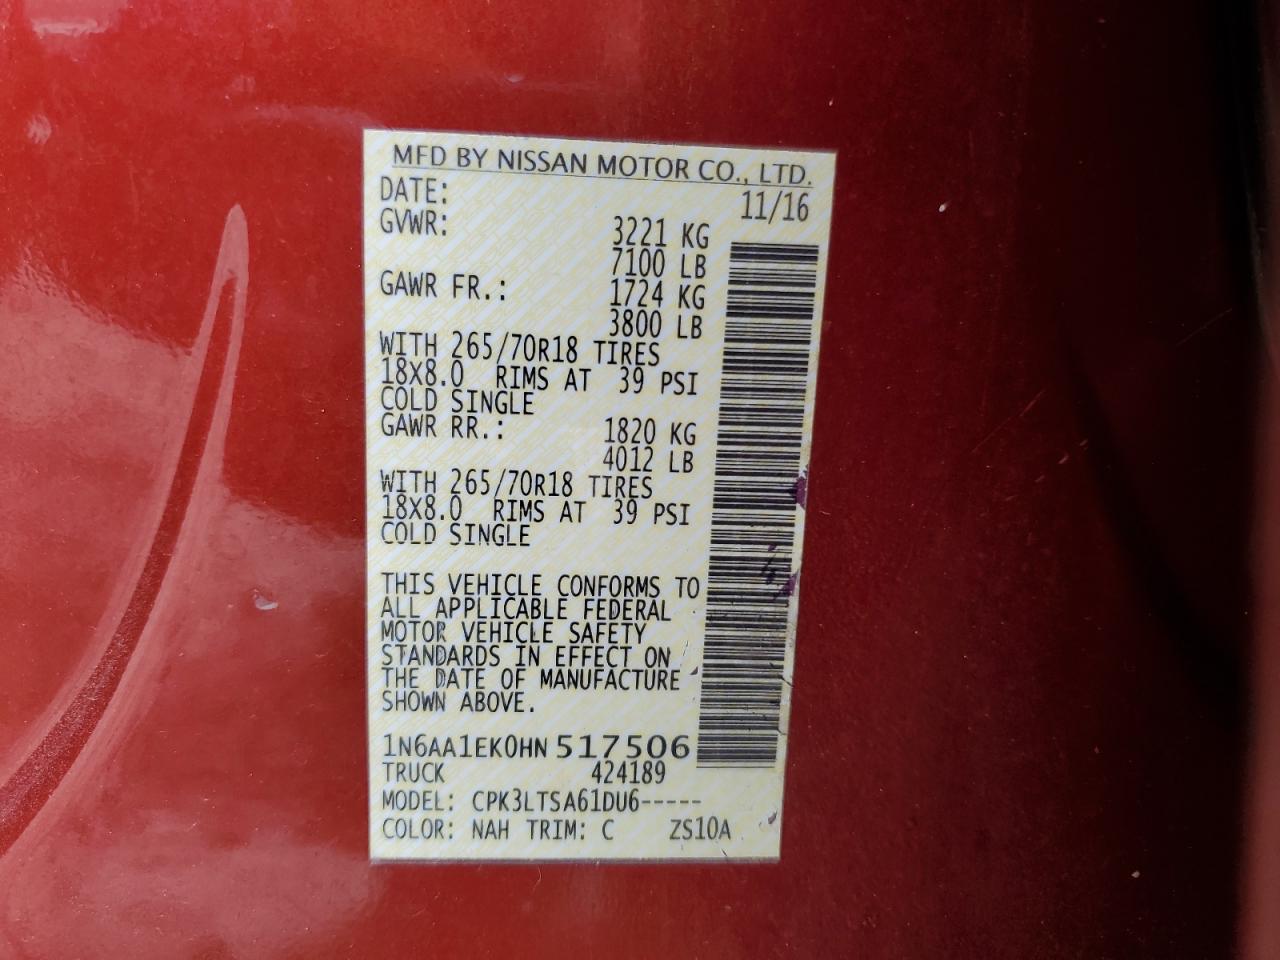 MFD BY NISSAN MOTOR CO., LTD.
DATE: 11/16
GVWR: 3221 KG
7100 LB
GAWR FR.: 1724 KG
3800 LB
WITH 265/70R18 TIRES
18X8.0 RIMS AT 39 PSI
COLD SINGLE
GAWR RR.: 1820 KG
4012 LB
WITH 265/70R18 TIRES
18X8.0 RIMS AT 39 PSI
COLD SINGLE
THIS VEHICLE CONFORMS TO
ALL APPLICABLE FEDERAL
MOTOR VEHICLE SAFETY
STANDARDS IN EFFECT ON
THE DATE OF MANUFACTURE
SHOWN ABOVE.
1N6AA1EK0HN 517506
TRUCK 424189
MODEL: CPK3LTSA61DU6-----
COLOR: NAH TRIM: C ZS10A